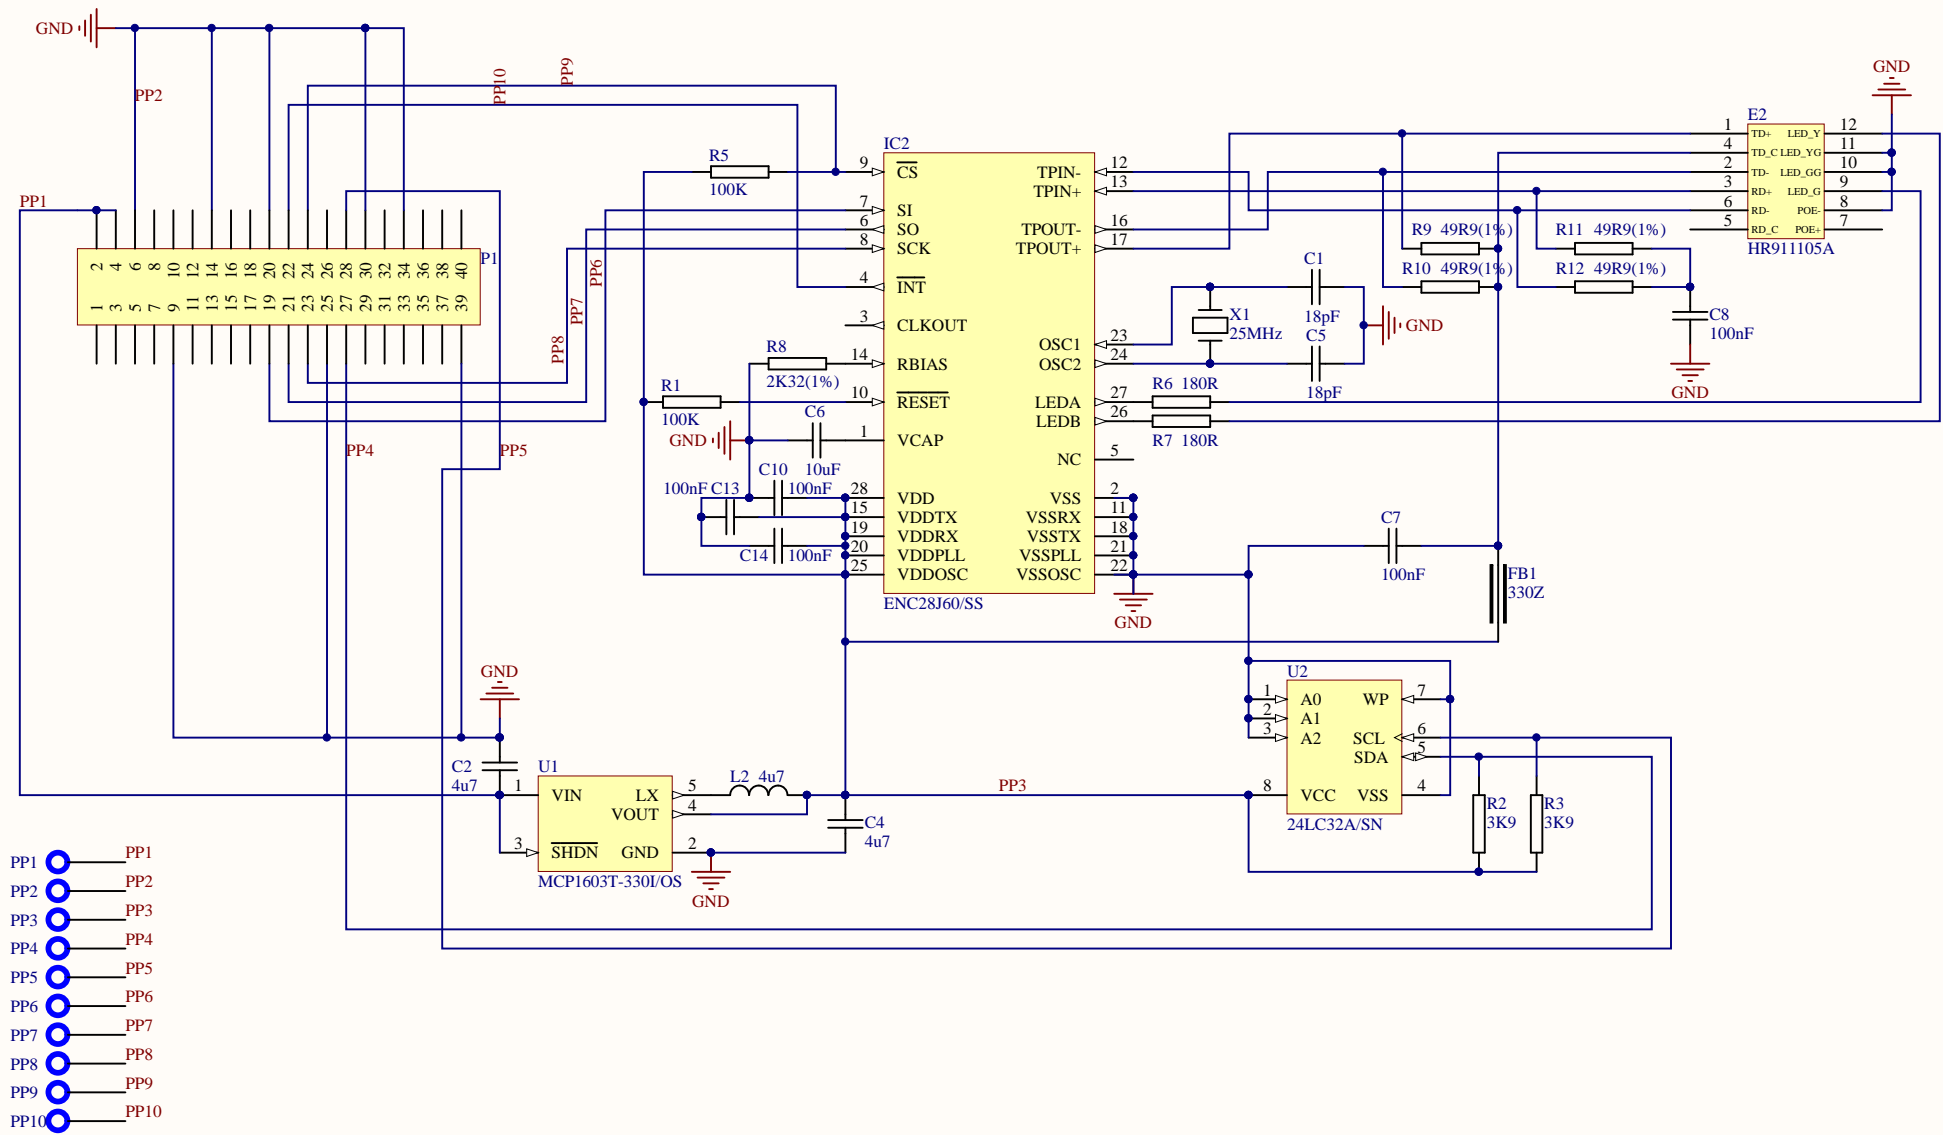 GND
PP2
PP10
PP9
PP1
2 4 6 8 10 12 14 16 18 20 22 24 26 28 30 32 34 36 38 40
1 3 5 7 9 11 13 15 17 19 21 23 25 27 29 31 33 35 37 39
P1
PP6
PP7
PP8
PP4
PP5
R5
100K
R8
2K32(1%)
R1
100K
C6
10uF
GND
C10
100nF C13
100nF
C14 100nF
IC2
9 CS
7 SI
6 SO
8 SCK
4 INT
3 CLKOUT
14 RBIAS
10 RESET
1 VCAP
28 VDD
15 VDDTX
19 VDDRX
20 VDDPLL
25 VDDOSC
TPIN- 12
TPIN+ 13
TPOUT- 16
TPOUT+ 17
OSC1 23
OSC2 24
LEDA 27
LEDB 26
NC 5
VSS 2
VSSRX 11
VSSTX 18
VSSPLL 21
VSSOSC 22
ENC28J60/SS
GND
X1
25MHz
C1
18pF
C5
18pF
GND
R6 180R
R7 180R
R9 49R9(1%)
R10 49R9(1%)
R11 49R9(1%)
R12 49R9(1%)
C8
100nF
GND
GND
E2
1 TD+ LED_Y 12
4 TD_C LED_YG 11
2 TD- LED_GG 10
3 RD+ LED_G 9
6 RD- POE- 8
5 RD_C POE+ 7
HR911105A
C7
100nF
FB1
330Z
GND
C2
4u7
U1
1 VIN LX 5
VOUT 4
3 SHDN GND 2
MCP1603T-330I/OS
L2 4u7
C4
4u7
GND
PP3
U2
1 A0 WP 7
2 A1
3 A2 SCL 6
SDA 5
8 VCC VSS 4
24LC32A/SN
R2
3K9
R3
3K9
PP1 PP1
PP2 PP2
PP3 PP3
PP4 PP4
PP5 PP5
PP6 PP6
PP7 PP7
PP8 PP8
PP9 PP9
PP10 PP10